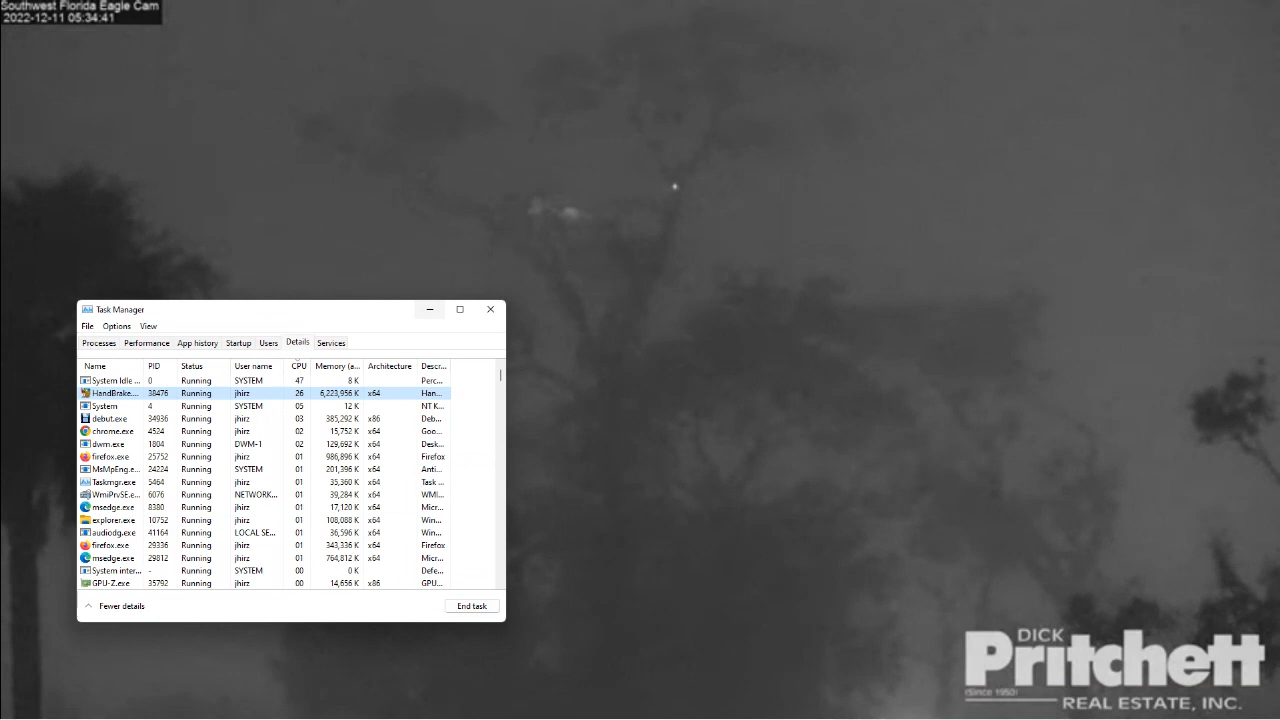 Southwest Florida Eagle Cam
2022-12-11 05:34:41
Task Manager
File Options View
Processes Performance App history Startup Users Details Services
Name PID Status User name CPU Memory (a... Architecture Descr...
System Idle ... 0 Running SYSTEM 47 8 K Perc...
HandBrake.... 38476 Running jhirz 26 6,223,956 K x64 Han...
System 4 Running SYSTEM 05 12 K NT K...
debut.exe 34936 Running jhirz 03 385,292 K x86 Deb...
chrome.exe 4524 Running jhirz 02 15,752 K x64 Goo...
dwm.exe 1804 Running DWM-1 02 129,692 K x64 Desk...
firefox.exe 25752 Running jhirz 01 986,896 K x64 Firefox
MsMpEng.e... 24224 Running SYSTEM 01 201,396 K x64 Anti...
Taskmgr.exe 5464 Running jhirz 01 35,360 K x64 Task ...
WmiPrvSE.e... 6076 Running NETWORK... 01 39,284 K x64 WMI...
msedge.exe 8380 Running jhirz 01 17,120 K x64 Micr...
explorer.exe 10752 Running jhirz 01 108,088 K x64 Win...
audiodg.exe 41164 Running LOCAL SE... 01 36,596 K x64 Win...
firefox.exe 29336 Running jhirz 01 343,336 K x64 Firefox
msedge.exe 29812 Running jhirz 01 764,812 K x64 Micr...
System inter... - Running SYSTEM 00 0 K Defe...
GPU-Z.exe 35792 Running jhirz 00 14,656 K x86 GPU...
Fewer details End task
DICK
Pritchett
(Since 1950)
REAL ESTATE, INC.